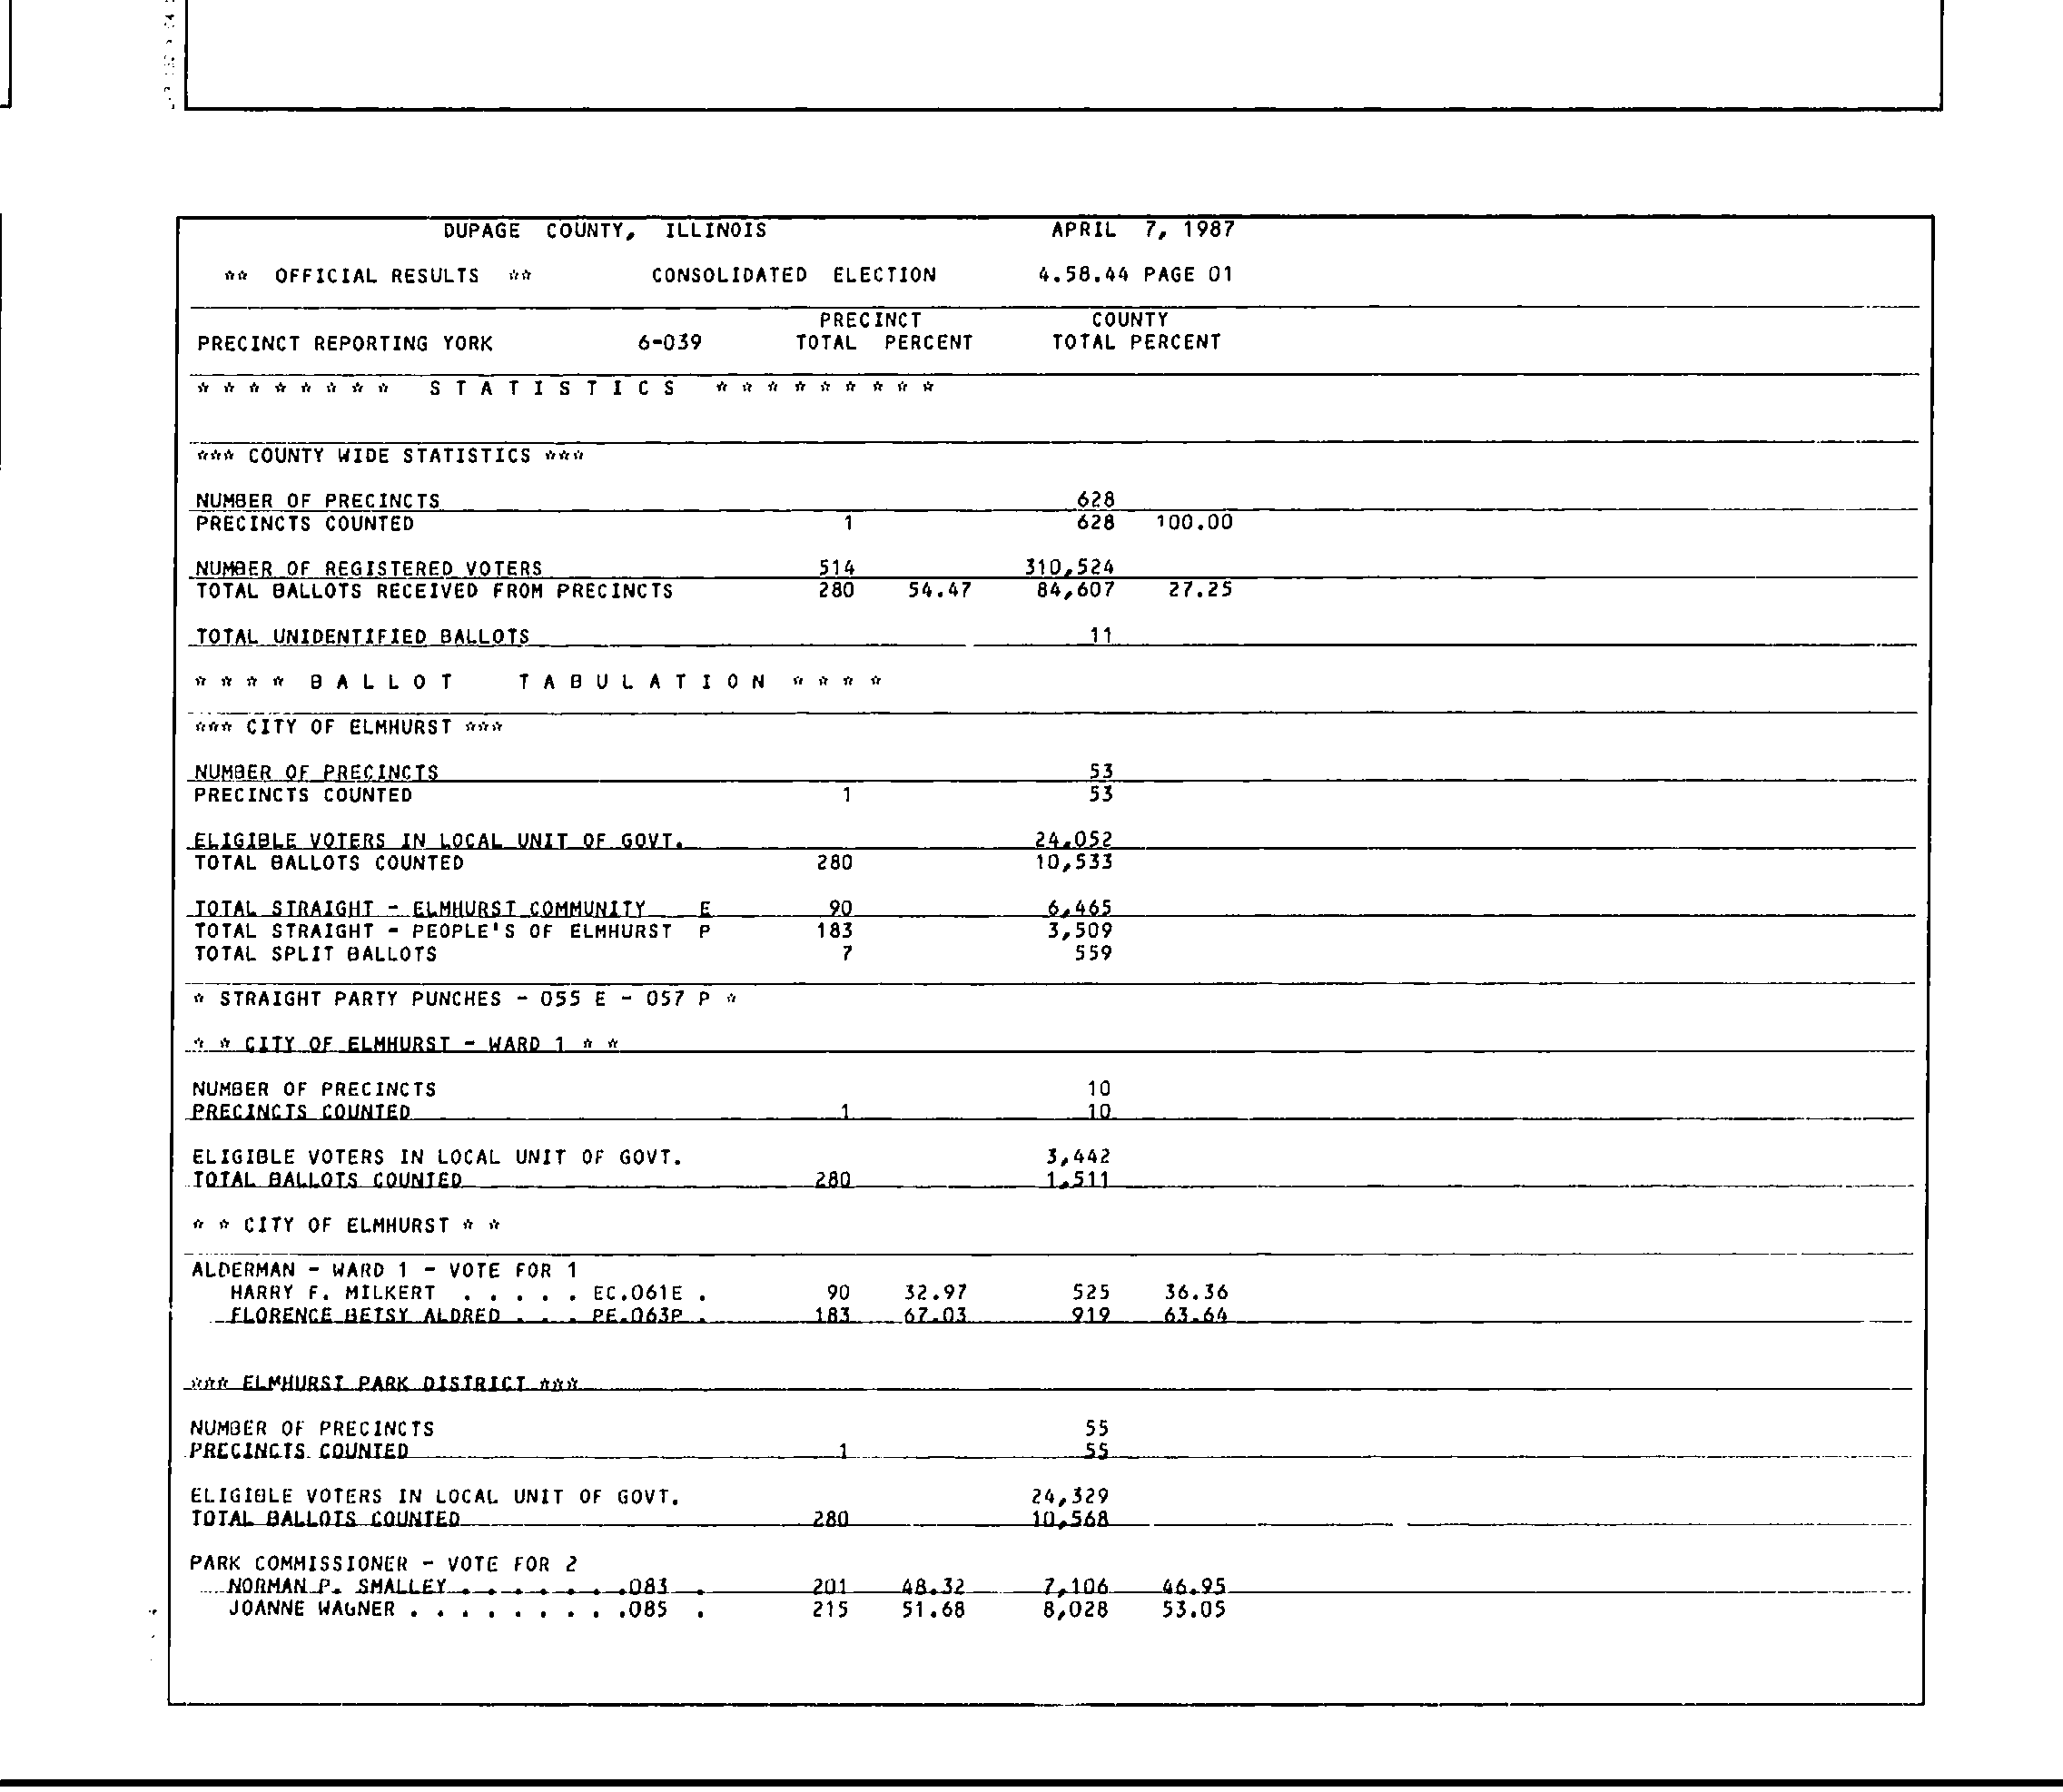 DUPAGE COUNTY, ILLINOIS APRIL 7, 1987
** OFFICIAL RESULTS ** CONSOLIDATED ELECTION 4.58.44 PAGE 01
PRECINCT COUNTY
PRECINCT REPORTING YORK 6-039 TOTAL PERCENT TOTAL PERCENT
* * * * * * * * S T A T I S T I C S * * * * * * * * *
*** COUNTY WIDE STATISTICS ***
NUMBER OF PRECINCTS 628
PRECINCTS COUNTED 1 628 100.00
NUMBER OF REGISTERED VOTERS 514 310,524
TOTAL BALLOTS RECEIVED FROM PRECINCTS 280 54.47 84,607 27.25
TOTAL UNIDENTIFIED BALLOTS 11
* * * * B A L L O T T A B U L A T I O N * * * *
*** CITY OF ELMHURST ***
NUMBER OF PRECINCTS 53
PRECINCTS COUNTED 1 53
ELIGIBLE VOTERS IN LOCAL UNIT OF GOVT. 24,052
TOTAL BALLOTS COUNTED 280 10,533
TOTAL STRAIGHT - ELMHURST COMMUNITY E 90 6,465
TOTAL STRAIGHT - PEOPLE'S OF ELMHURST P 183 3,509
TOTAL SPLIT BALLOTS 7 559
* STRAIGHT PARTY PUNCHES - 055 E - 057 P *
* * CITY OF ELMHURST - WARD 1 * *
NUMBER OF PRECINCTS 10
PRECINCTS COUNTED 1 10
ELIGIBLE VOTERS IN LOCAL UNIT OF GOVT. 3,442
TOTAL BALLOTS COUNTED 280 1,511
* * CITY OF ELMHURST * *
ALDERMAN - WARD 1 - VOTE FOR 1
HARRY F. MILKERT . . . . . EC.061E . 90 32.97 525 36.36
FLORENCE BETSY ALDRED . . . PE.063P . 183 67.03 919 63.64
*** ELMHURST PARK DISTRICT ***
NUMBER OF PRECINCTS 55
PRECINCTS COUNTED 1 55
ELIGIBLE VOTERS IN LOCAL UNIT OF GOVT. 24,329
TOTAL BALLOTS COUNTED 280 10,568
PARK COMMISSIONER - VOTE FOR 2
NORMAN P. SMALLEY . . . . . . .083 . 201 48.32 7,106 46.95
JOANNE WAGNER . . . . . . . . .085 . 215 51.68 8,028 53.05